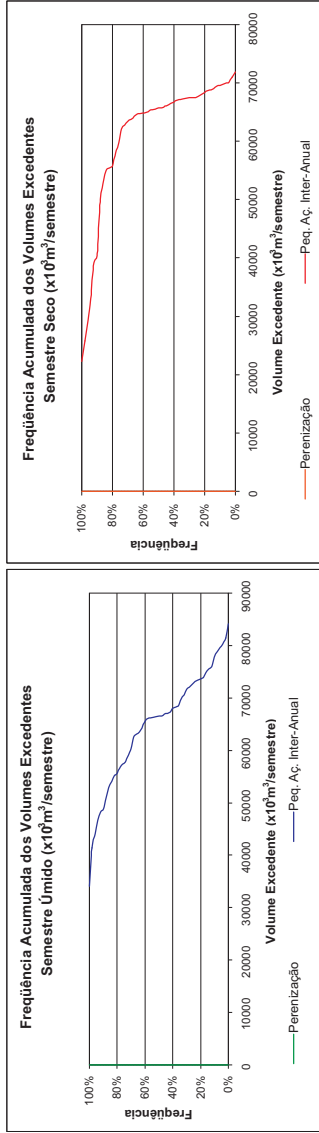 Freqüência Acumulada dos Volumes Excedentes
Semestre Úmido (x10³m³/semestre)
Freqüência
100%
80%
60%
40%
20%
0%
0
10000
20000
30000
40000
50000
60000
70000
80000
90000
Volume Excedente (x10³m³/semestre)
Perenização
Peq. Aç. Inter-Anual
Freqüência Acumulada dos Volumes Excedentes
Semestre Seco (x10³m³/semestre)
Freqüência
100%
80%
60%
40%
20%
0%
0
10000
20000
30000
40000
50000
60000
70000
80000
Volume Excedente (x10³m³/semestre)
Perenização
Peq. Aç. Inter-Anual